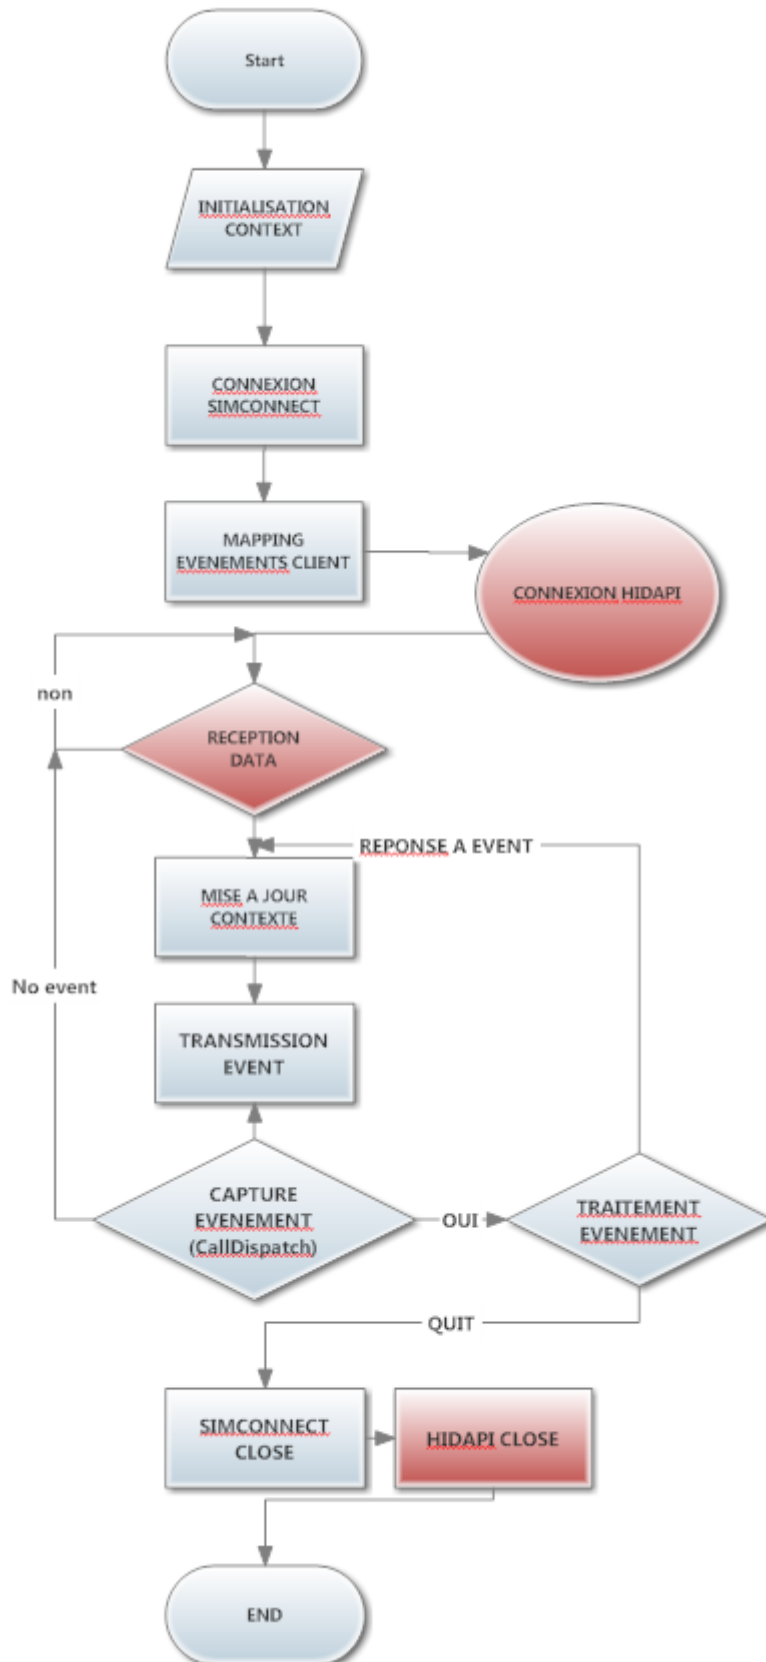 Start
INITIALISATION
CONTEXT
CONNEXION
SIMCONNECT
MAPPING
EVENEMENTS CLIENT
CONNEXION HIDAPI
non
RECEPTION
DATA
REPONSE A EVENT
MISE A JOUR
CONTEXTE
No event
TRANSMISSION
EVENT
CAPTURE
EVENEMENT
(CallDispatch)
OUI
TRAITEMENT
EVENEMENT
QUIT
SIMCONNECT
CLOSE
HIDAPI CLOSE
END